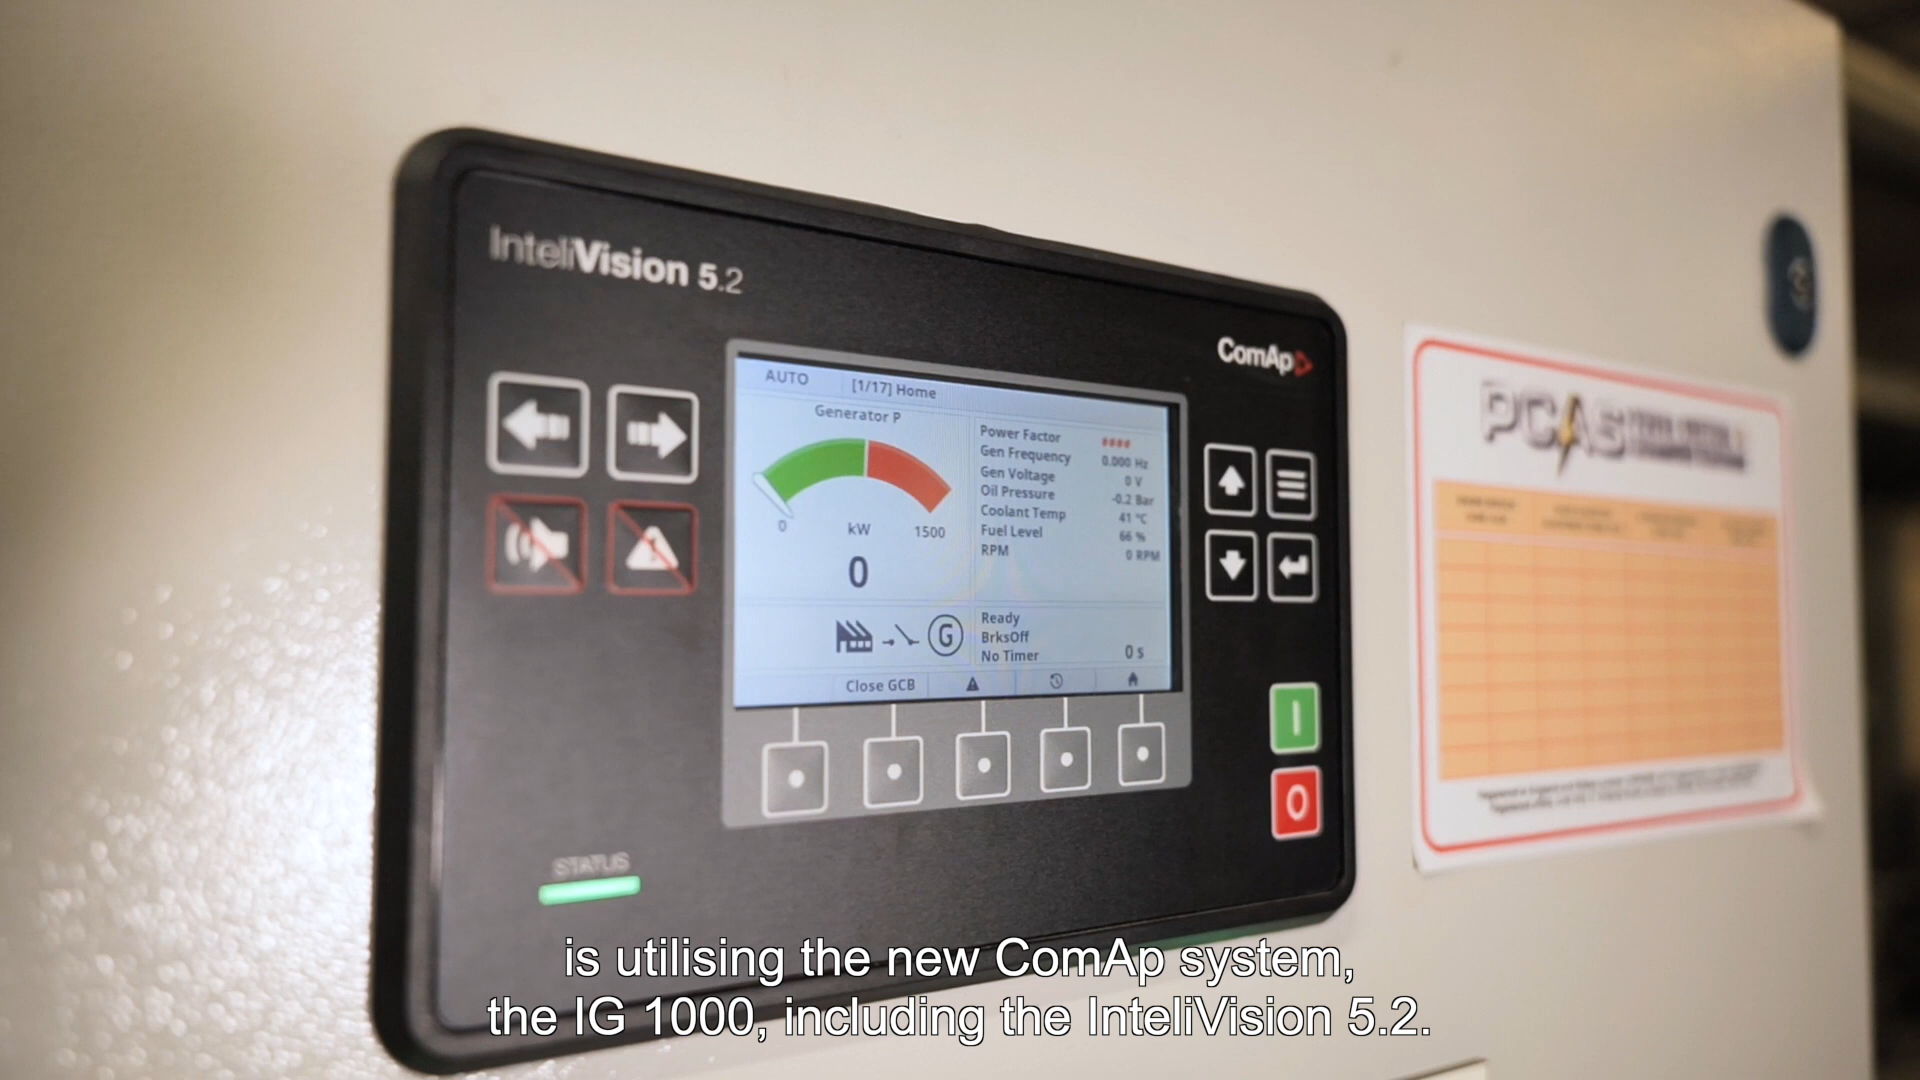 InteliVision 5.2
ComAp
AUTO
[1/17] Home
Generator P
0
kW
1500
0
Power Factor ####
Gen Frequency 0.000 Hz
Gen Voltage 0 V
Oil Pressure -0.2 Bar
Coolant Temp 41 °C
Fuel Level 66 %
RPM 0 RPM
G
Ready
BrksOff
No Timer 0 s
Close GCB
STATUS
PCAS
is utilising the new ComAp system,
the IG 1000, including the InteliVision 5.2.